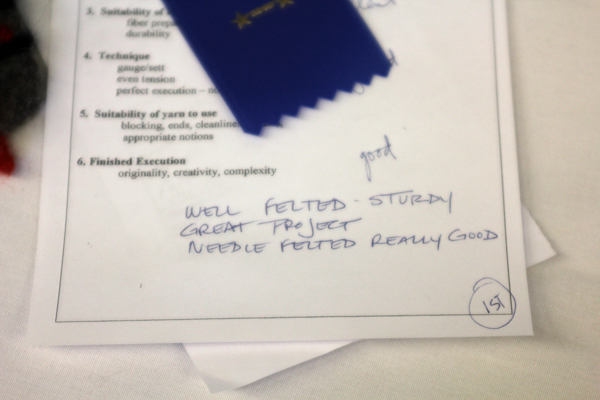 3. Suitability of
fiber prep
durability
4. Technique
gauge/sett
even tension
perfect execution –
5. Suitability of yarn to use
blocking, ends, cleanline
appropriate notions
good
6. Finished Execution
originality, creativity, complexity
WELL FELTED - STURDY
GREAT PROJECT
NEEDLE FELTED REALLY GOOD
1ST